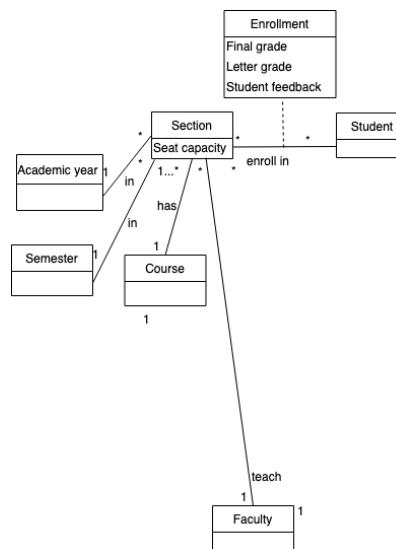 Enrollment
Final grade
Letter grade
Student feedback
Section
Student
* Seat capacity * *
enroll in
Academic year 1 * 1...* * *
in
has
in
Semester 1
1
Course
1
teach
1 1
Faculty